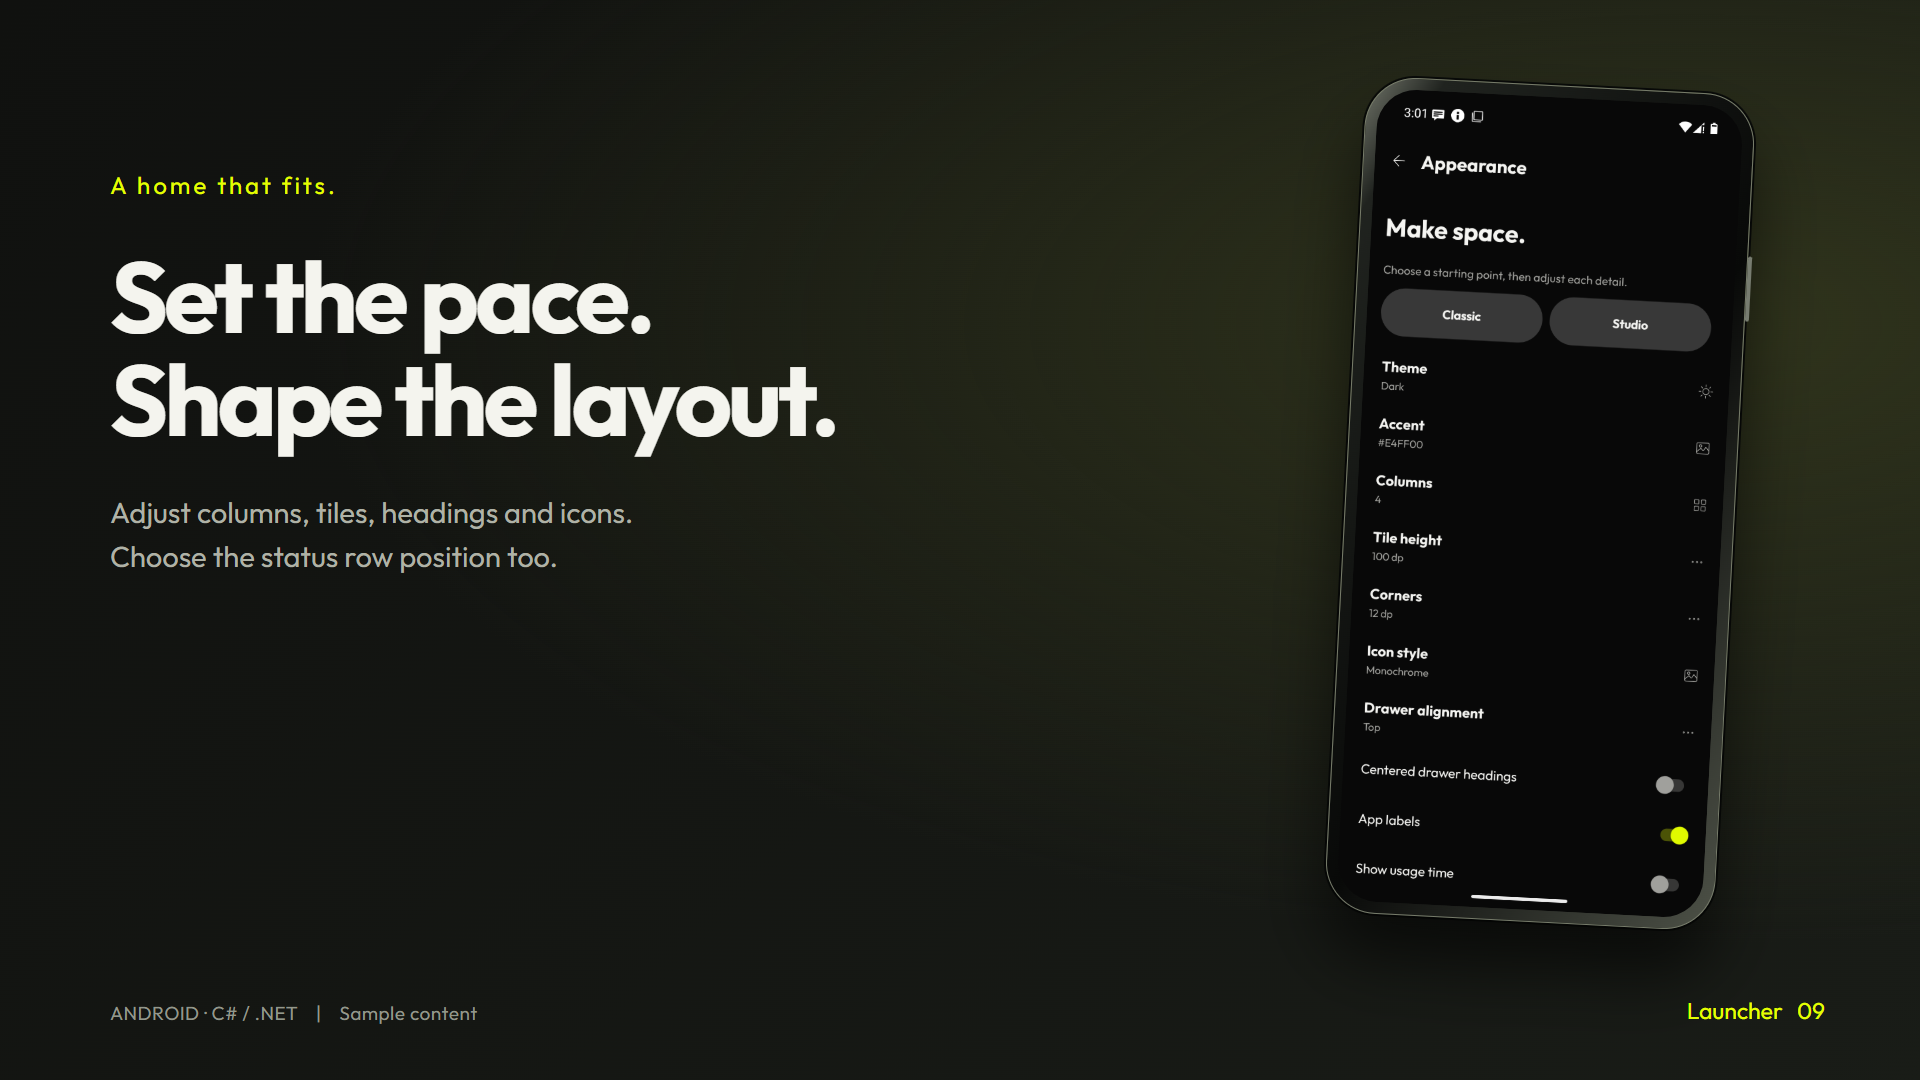 A home that fits.
Set the pace.
Shape the layout.
Adjust columns, tiles, headings and icons.
Choose the status row position too.
3:01
Appearance
Make space.
Choose a starting point, then adjust each detail.
Classic
Studio
Theme
Dark
Accent
#E4FF00
Columns
4
Tile height
100 dp
Corners
12 dp
Icon style
Monochrome
Drawer alignment
Top
Centered drawer headings
App labels
Show usage time
ANDROID · C# / .NET | Sample content
Launcher 09